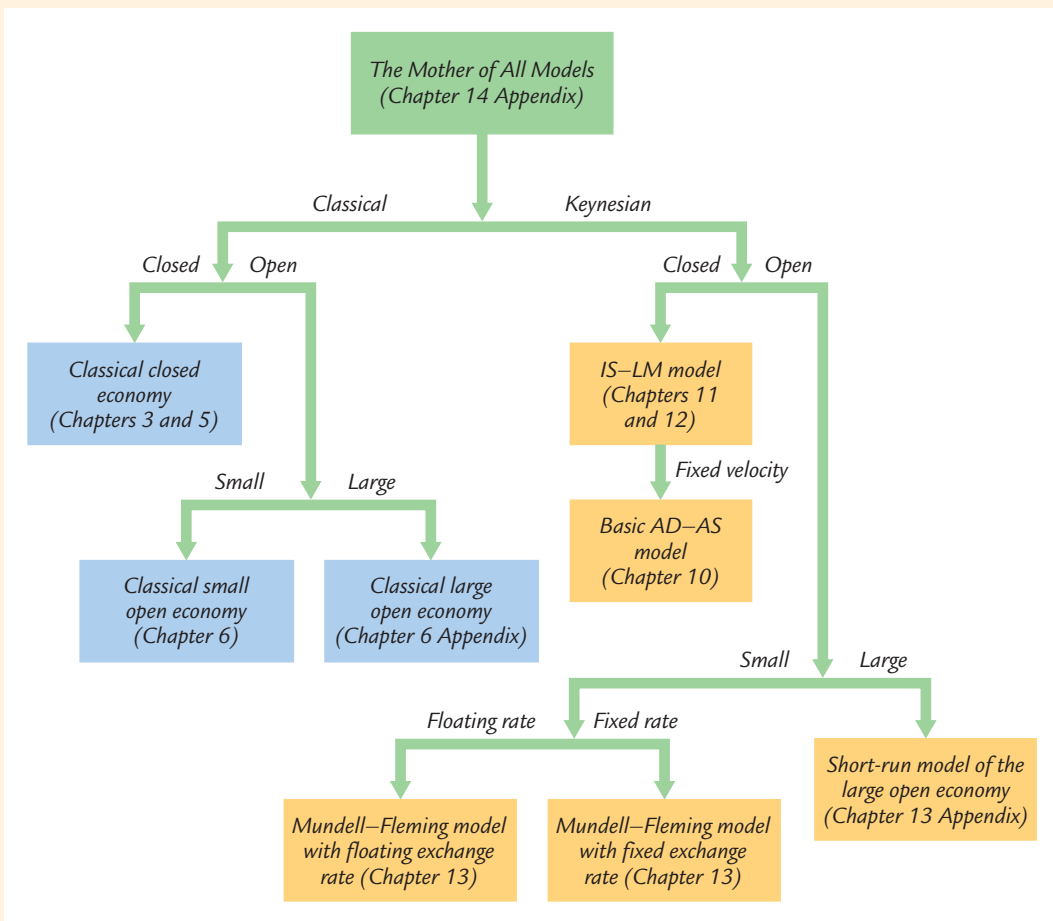 The Mother of All Models
(Chapter 14 Appendix)
Classical
Keynesian
Closed
Open
Closed
Open
Classical closed
economy
(Chapters 3 and 5)
IS–LM model
(Chapters 11
and 12)
Fixed velocity
Small
Large
Basic AD–AS
model
(Chapter 10)
Classical small
open economy
(Chapter 6)
Classical large
open economy
(Chapter 6 Appendix)
Small
Large
Floating rate
Fixed rate
Short-run model of the
large open economy
(Chapter 13 Appendix)
Mundell–Fleming model
with floating exchange
rate (Chapter 13)
Mundell–Fleming model
with fixed exchange
rate (Chapter 13)